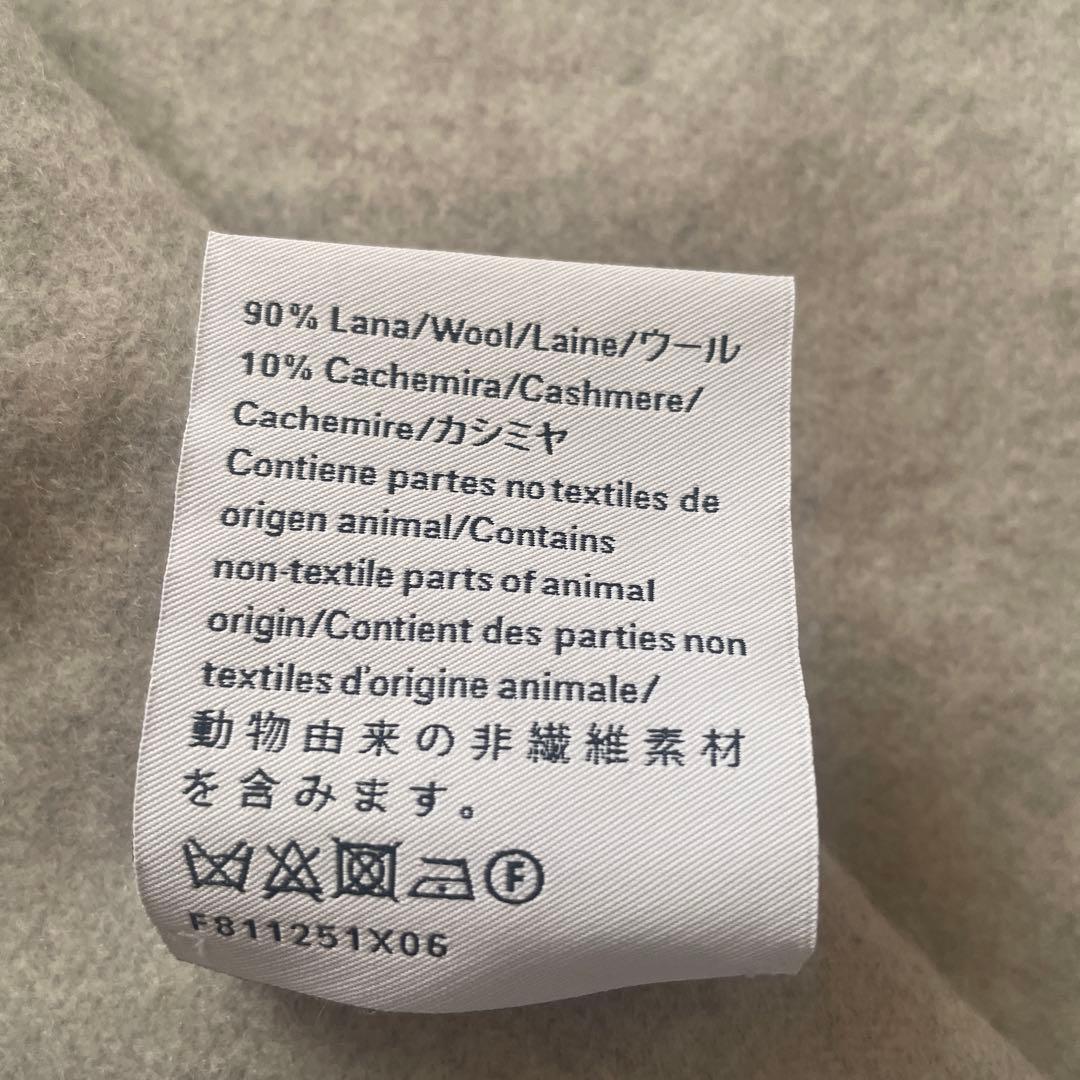 90% Lana/Wool/Laine/ウール
10% Cachemira/Cashmere/
Cachemire/カシミヤ
Contiene partes no textiles de
origen animal/Contains
non-textile parts of animal
origin/Contient des parties non
textiles d'origine animale/
動物由来の非繊維素材
を含みます。
F
F811251X06